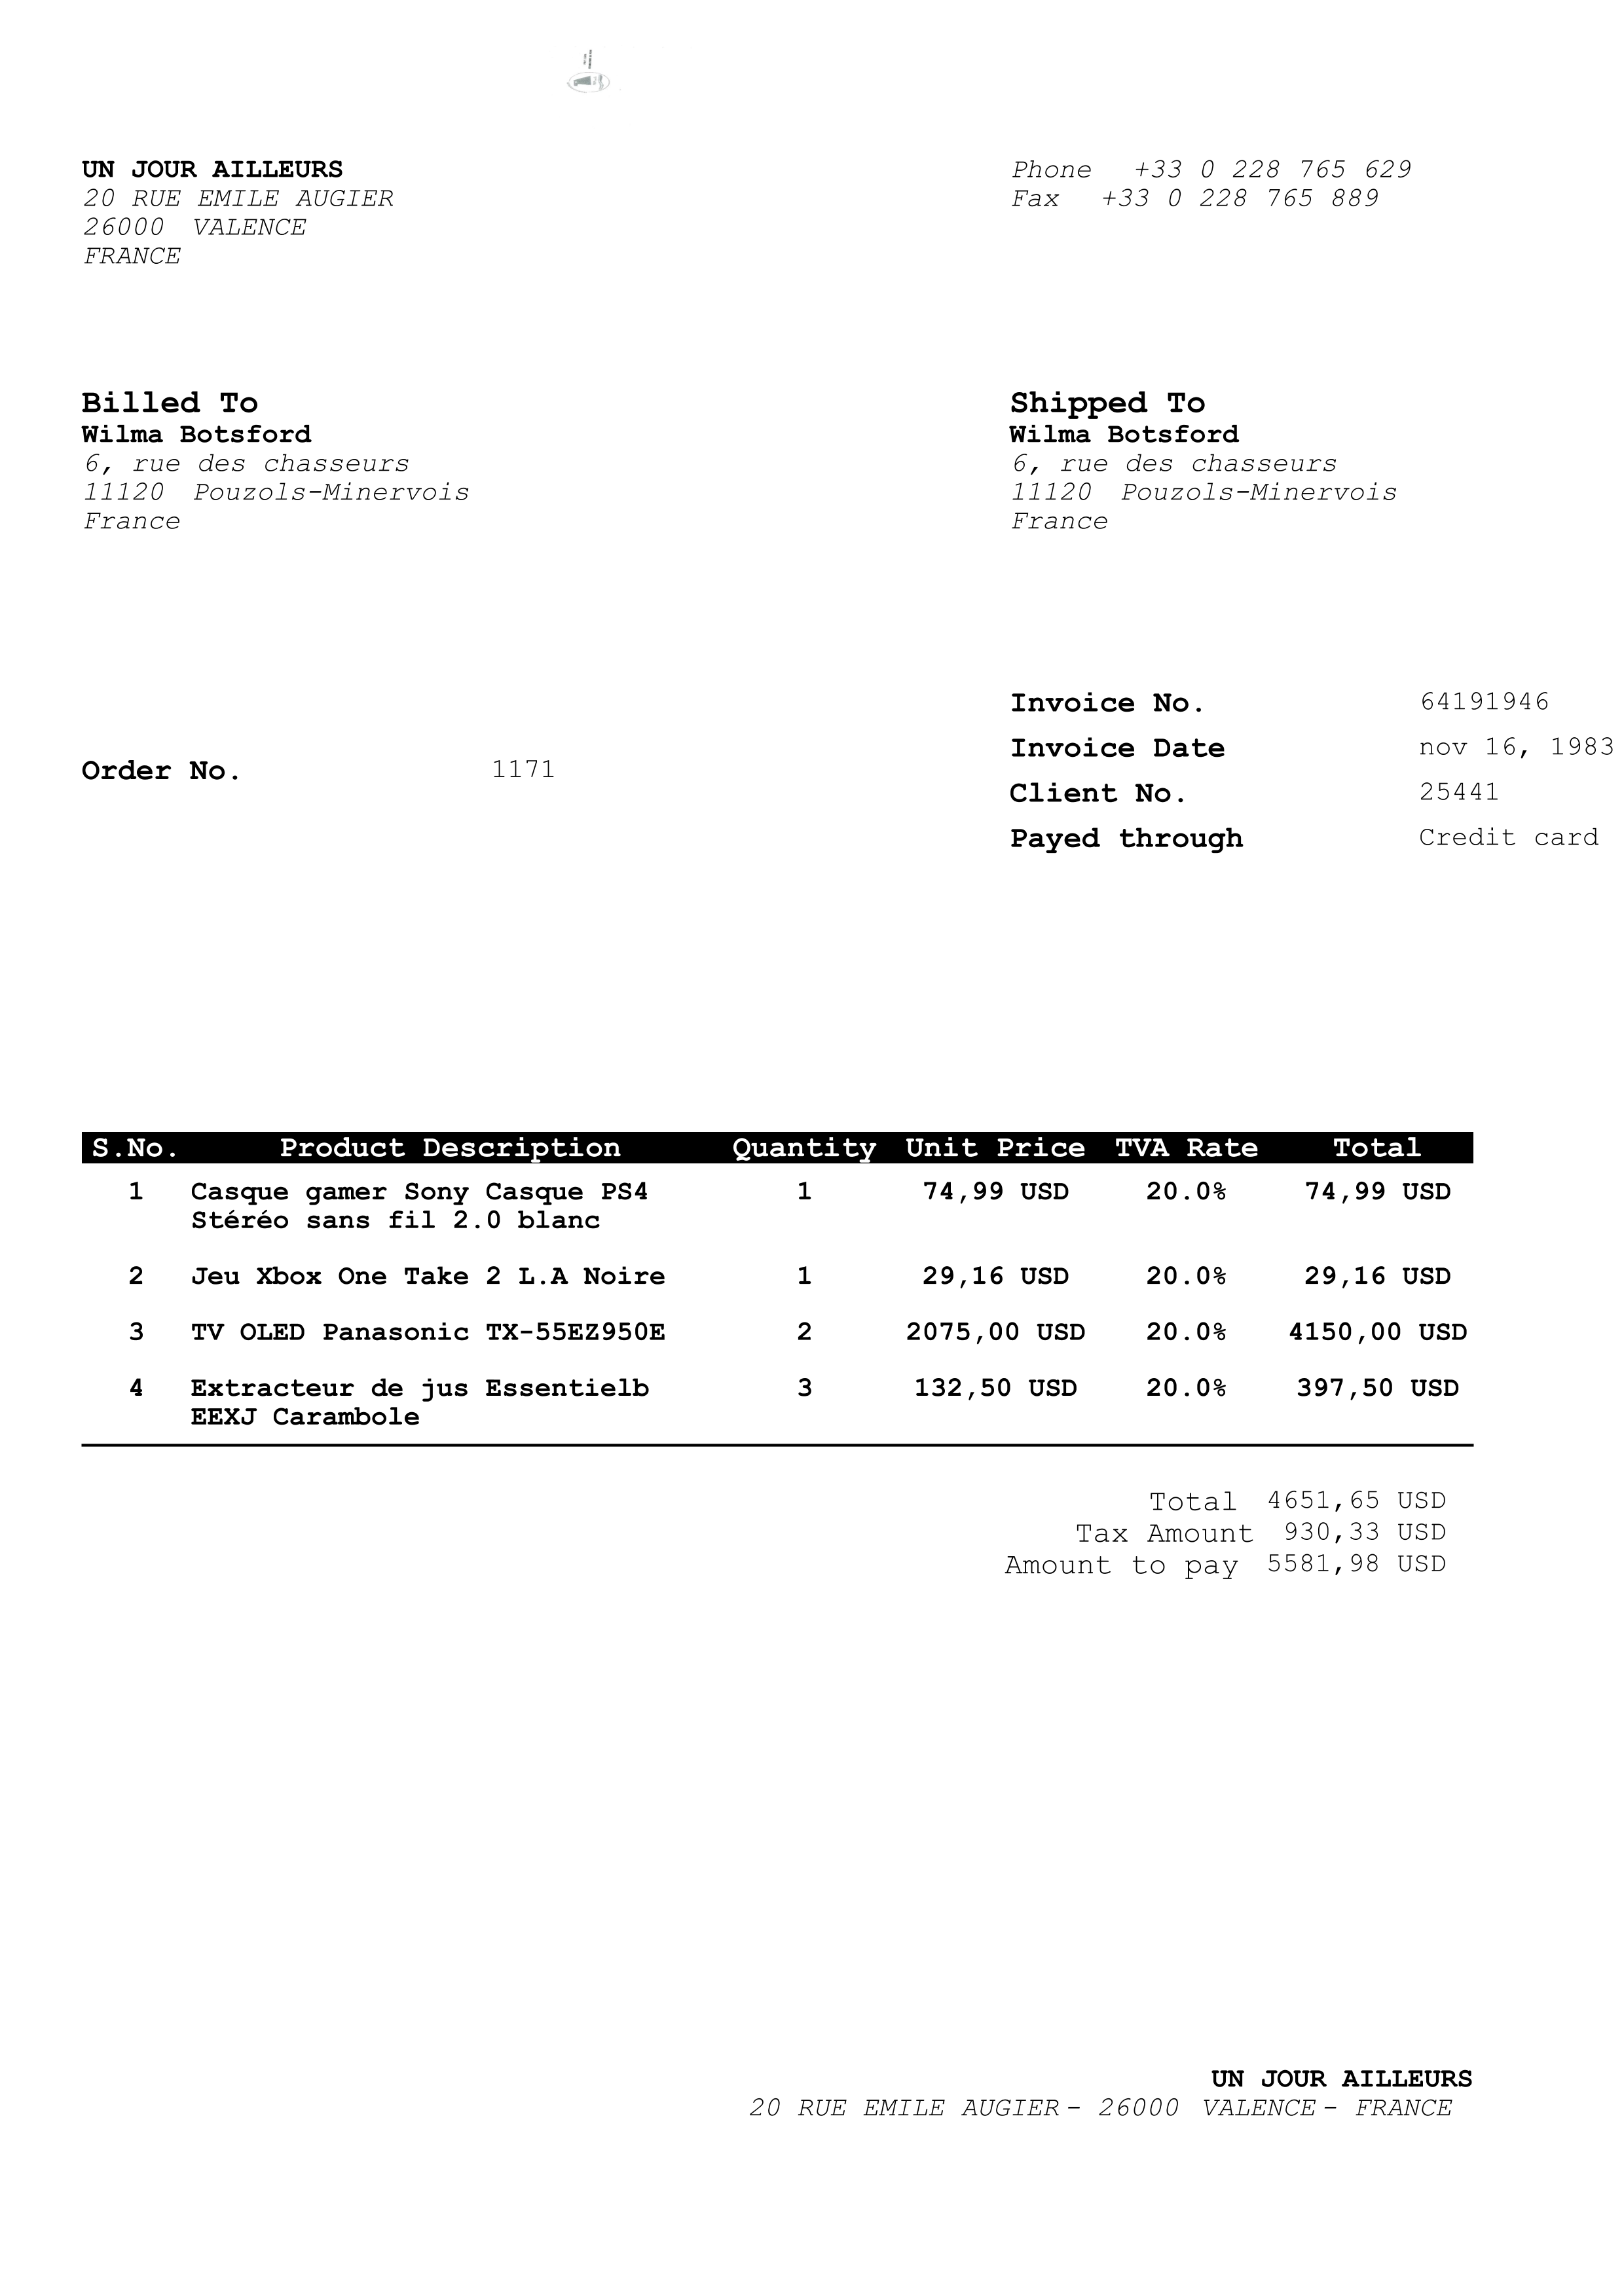 UN JOUR AILLEURS
20 RUE EMILE AUGIER
26000 VALENCE
FRANCE
Phone +33 0 228 765 629
Fax +33 0 228 765 889
Billed To
Wilma Botsford
6, rue des chasseurs
11120 Pouzols-Minervois
France
Shipped To
Wilma Botsford
6, rue des chasseurs
11120 Pouzols-Minervois
France
Order No. 1171
Invoice No. 64191946
Invoice Date nov 16, 1983
Client No. 25441
Payed through Credit card
S.No. Product Description Quantity Unit Price TVA Rate Total
1 Casque gamer Sony Casque PS4 1 74,99 USD 20.0% 74,99 USD
Stéréo sans fil 2.0 blanc
2 Jeu Xbox One Take 2 L.A Noire 1 29,16 USD 20.0% 29,16 USD
3 TV OLED Panasonic TX-55EZ950E 2 2075,00 USD 20.0% 4150,00 USD
4 Extracteur de jus Essentielb 3 132,50 USD 20.0% 397,50 USD
EEXJ Carambole
Total 4651,65 USD
Tax Amount 930,33 USD
Amount to pay 5581,98 USD
UN JOUR AILLEURS
20 RUE EMILE AUGIER - 26000 VALENCE - FRANCE